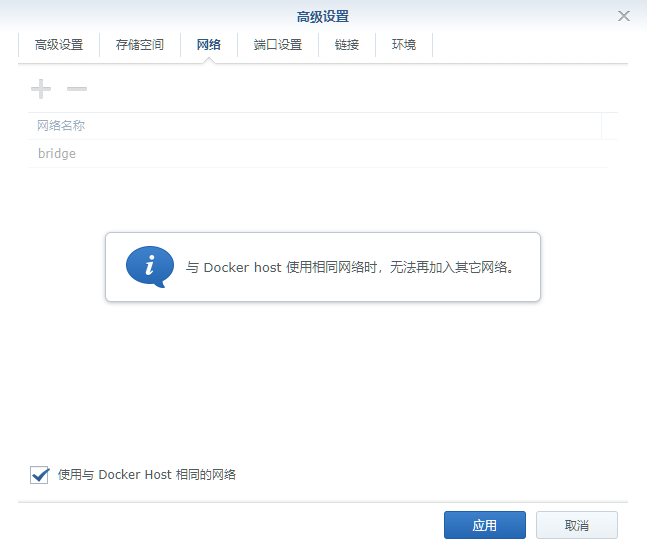 高级设置
高级设置 存储空间 网络 端口设置 链接 环境
网络名称
bridge
与 Docker host 使用相同网络时，无法再加入其它网络。
使用与 Docker Host 相同的网络
应用 取消